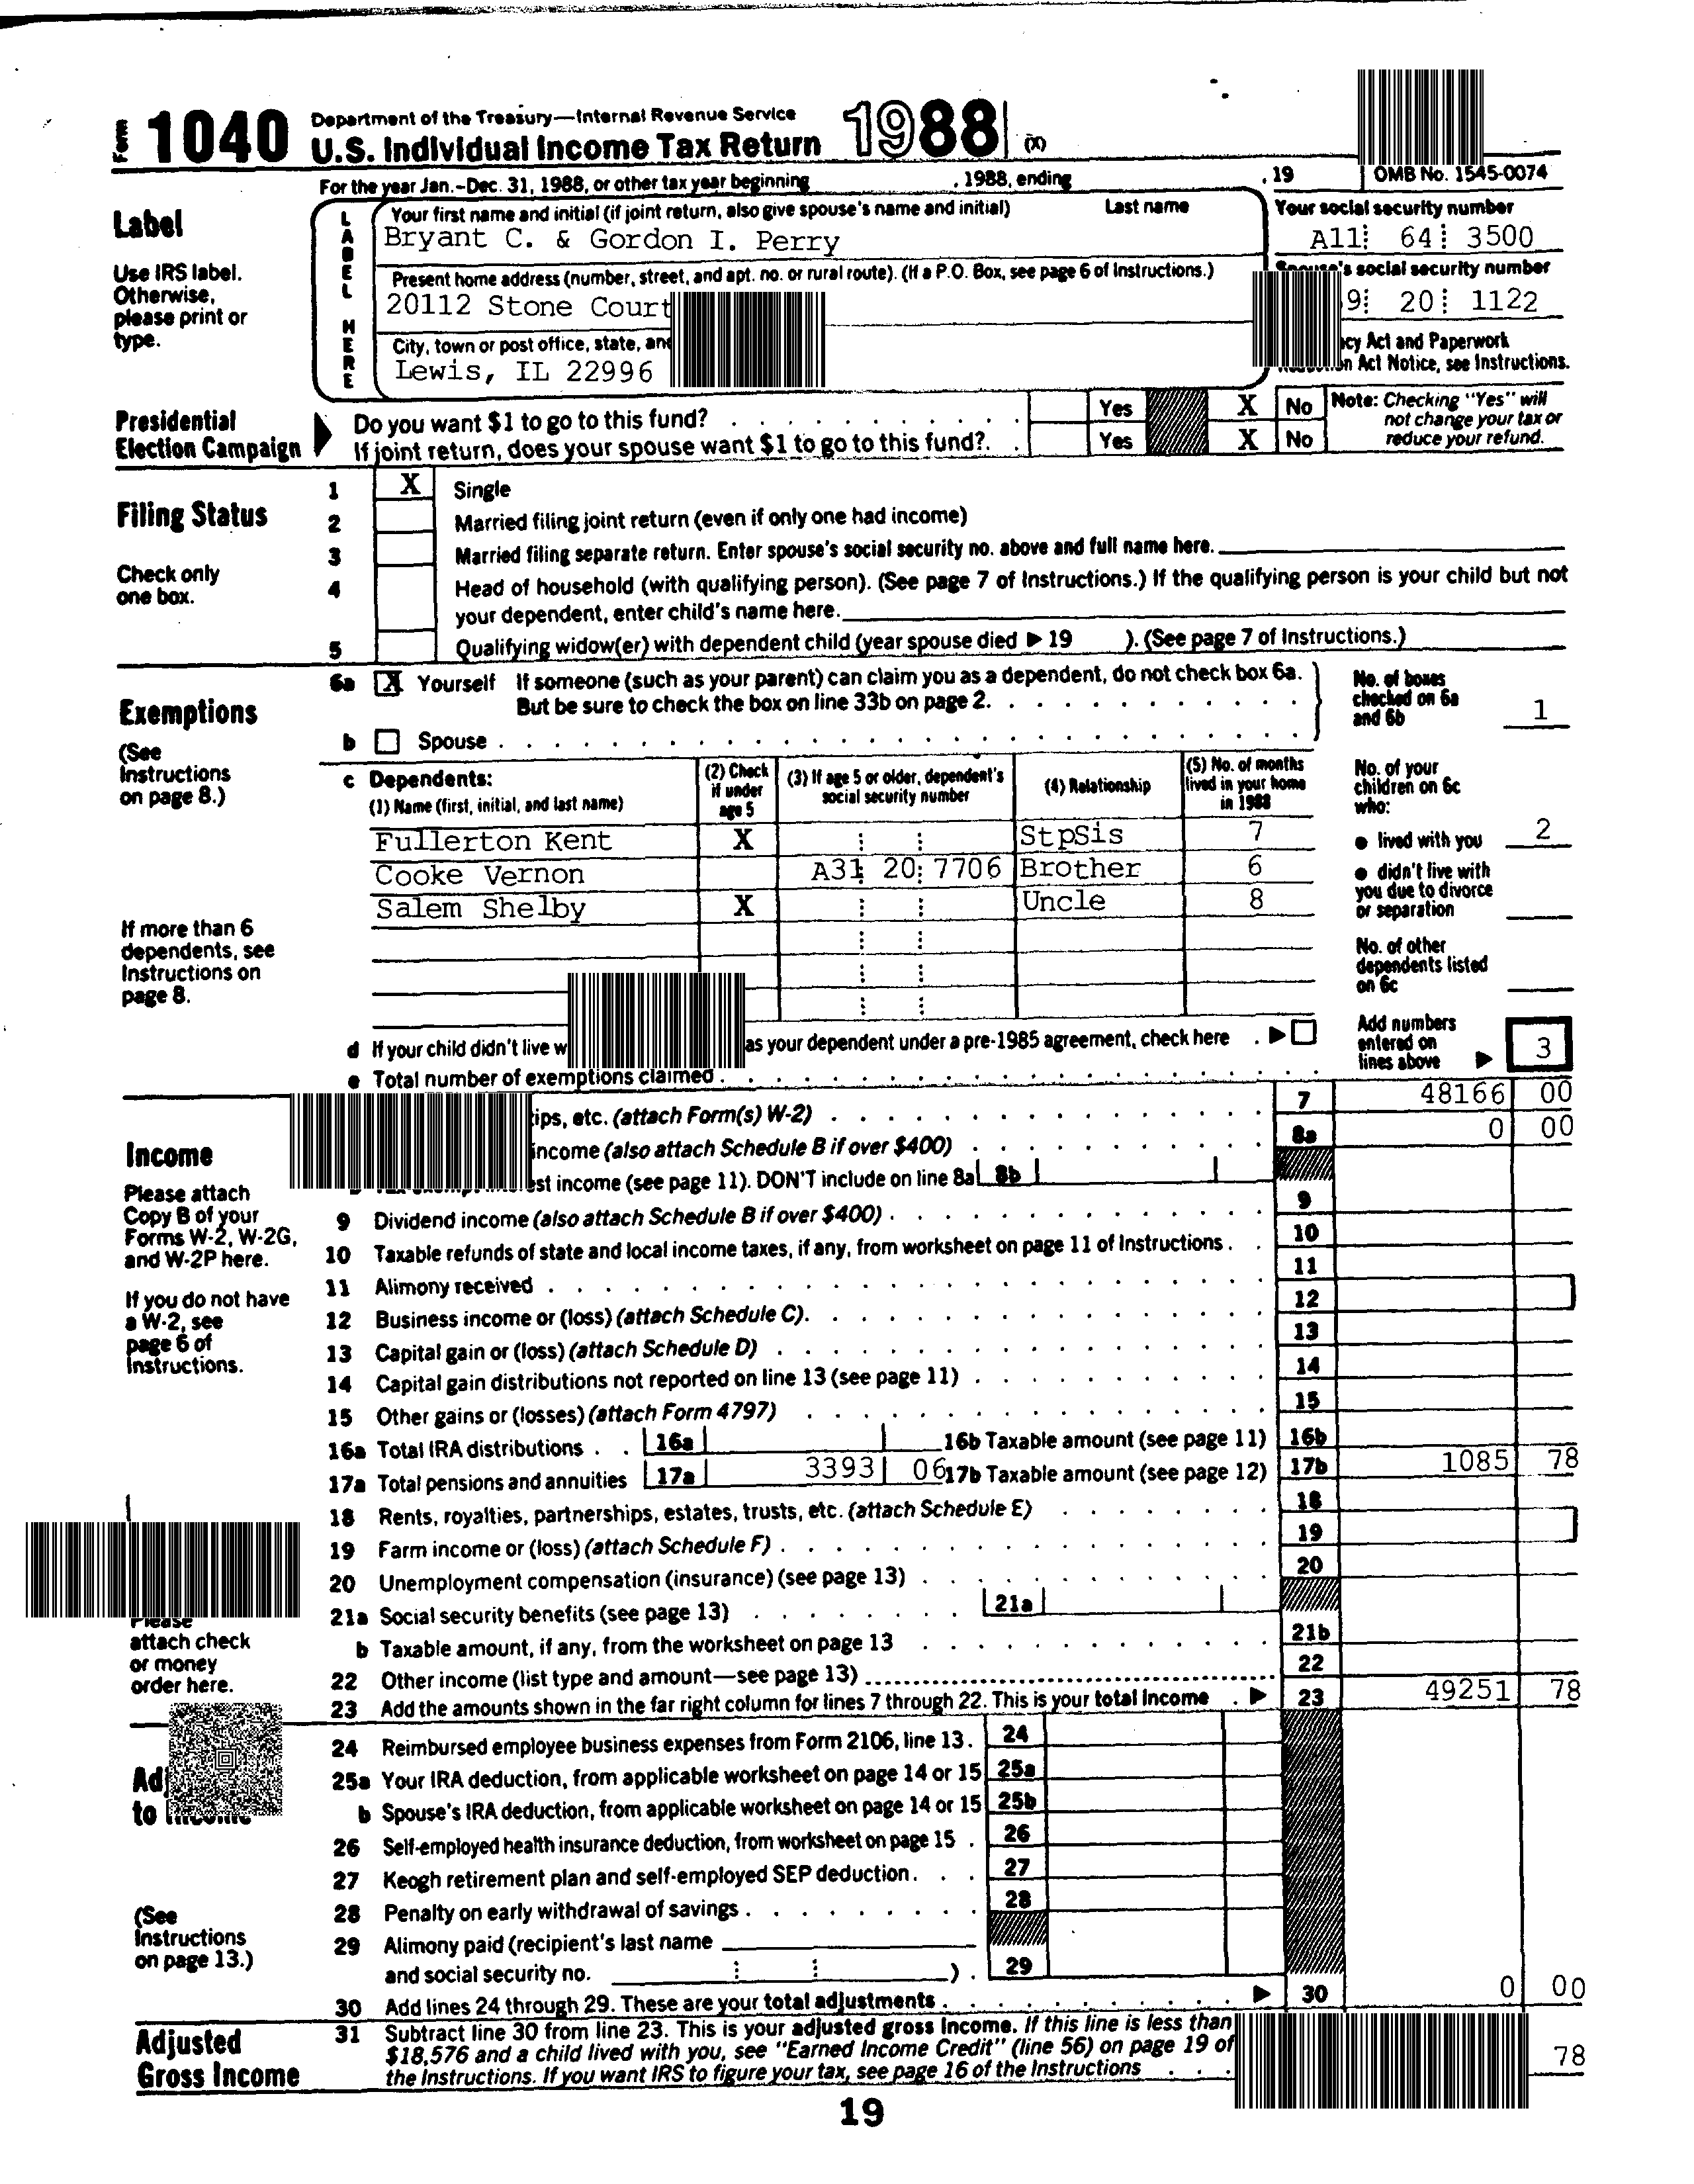 Form 1040 Department of the Treasury—Internal Revenue Service
U.S. Individual Income Tax Return 1988 (X)
For the year Jan.-Dec. 31, 1988, or other tax year beginning , 1988, ending , 19 OMB No. 1545-0074
Label
Use IRS label.
Otherwise,
please print or
type.
LABEL HERE
Your first name and initial (if joint return, also give spouse's name and initial) Last name
Bryant C. & Gordon I. Perry
Present home address (number, street, and apt. no. or rural route). (If a P.O. Box, see page 6 of Instructions.)
20112 Stone Court
City, town or post office, state, and
Lewis, IL 22996
Your social security number
A11 64 3500
Spouse's social security number
9 20 1122
Act and Paperwork
Act Notice, see Instructions.
Presidential
Election Campaign
Do you want $1 to go to this fund? Yes X No
If joint return, does your spouse want $1 to go to this fund? Yes X No
Note: Checking "Yes" will
not change your tax or
reduce your refund.
Filing Status
Check only
one box.
1 X Single
2 Married filing joint return (even if only one had income)
3 Married filing separate return. Enter spouse's social security no. above and full name here.
4 Head of household (with qualifying person). (See page 7 of Instructions.) If the qualifying person is your child but not
your dependent, enter child's name here.
5 Qualifying widow(er) with dependent child (year spouse died ▶ 19 ). (See page 7 of Instructions.)
Exemptions
(See
Instructions
on page 8.)
If more than 6
dependents, see
Instructions on
page 8.
6a X Yourself If someone (such as your parent) can claim you as a dependent, do not check box 6a.
But be sure to check the box on line 33b on page 2.
b Spouse
No. of boxes
checked on 6a
and 6b 1
c Dependents:
(1) Name (first, initial, and last name)
(2) Check
if under
age 5
(3) If age 5 or older, dependent's
social security number
(4) Relationship
(5) No. of months
lived in your home
in 1988
Fullerton Kent X StpSis 7
Cooke Vernon A31 20 7706 Brother 6
Salem Shelby X Uncle 8
No. of your
children on 6c
who:
● lived with you 2
● didn't live with
you due to divorce
or separation
No. of other
dependents listed
on 6c
Add numbers
entered on
lines above ▶ 3
d If your child didn't live w as your dependent under a pre-1985 agreement, check here ▶
e Total number of exemptions claimed
Income
Please attach
Copy B of your
Forms W-2, W-2G,
and W-2P here.
If you do not have
a W-2, see
page 6 of
Instructions.
Please
attach check
or money
order here.
etc. (attach Form(s) W-2) 7 48166 00
income (also attach Schedule B if over $400) 8a 0 00
income (see page 11). DON'T include on line 8a 8b
9 Dividend income (also attach Schedule B if over $400) 9
10 Taxable refunds of state and local income taxes, if any, from worksheet on page 11 of Instructions 10
11 Alimony received 11
12 Business income or (loss) (attach Schedule C) 12
13 Capital gain or (loss) (attach Schedule D) 13
14 Capital gain distributions not reported on line 13 (see page 11) 14
15 Other gains or (losses) (attach Form 4797) 15
16a Total IRA distributions 16a 16b Taxable amount (see page 11) 16b
17a Total pensions and annuities 17a 3393 06 17b Taxable amount (see page 12) 17b 1085 78
18 Rents, royalties, partnerships, estates, trusts, etc. (attach Schedule E) 18
19 Farm income or (loss) (attach Schedule F) 19
20 Unemployment compensation (insurance) (see page 13) 20
21a Social security benefits (see page 13) 21a
b Taxable amount, if any, from the worksheet on page 13 21b
22 Other income (list type and amount—see page 13) 22
23 Add the amounts shown in the far right column for lines 7 through 22. This is your total income ▶ 23 49251 78
to Income
(See
Instructions
on page 13.)
24 Reimbursed employee business expenses from Form 2106, line 13. 24
25a Your IRA deduction, from applicable worksheet on page 14 or 15 25a
b Spouse's IRA deduction, from applicable worksheet on page 14 or 15 25b
26 Self-employed health insurance deduction, from worksheet on page 15 26
27 Keogh retirement plan and self-employed SEP deduction 27
28 Penalty on early withdrawal of savings 28
29 Alimony paid (recipient's last name
and social security no. ) 29
30 Add lines 24 through 29. These are your total adjustments ▶ 30 0 00
Adjusted
Gross Income
31 Subtract line 30 from line 23. This is your adjusted gross income. If this line is less than
$18,576 and a child lived with you, see "Earned Income Credit" (line 56) on page 19 of
the Instructions. If you want IRS to figure your tax, see page 16 of the Instructions 78
19